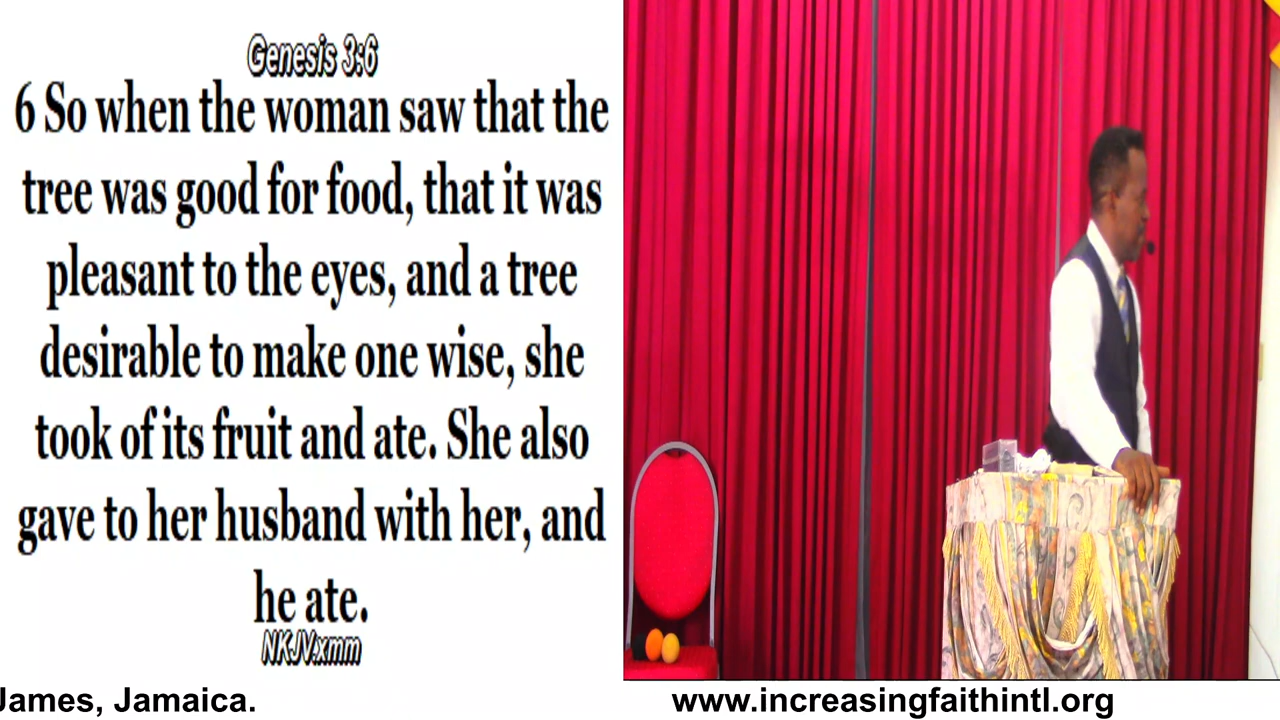 Genesis 3:6
6 So when the woman saw that the
tree was good for food, that it was
pleasant to the eyes, and a tree
desirable to make one wise, she
took of its fruit and ate. She also
gave to her husband with her, and
he ate.
NKJV.xmm
James, Jamaica.
www.increasingfaithintl.org